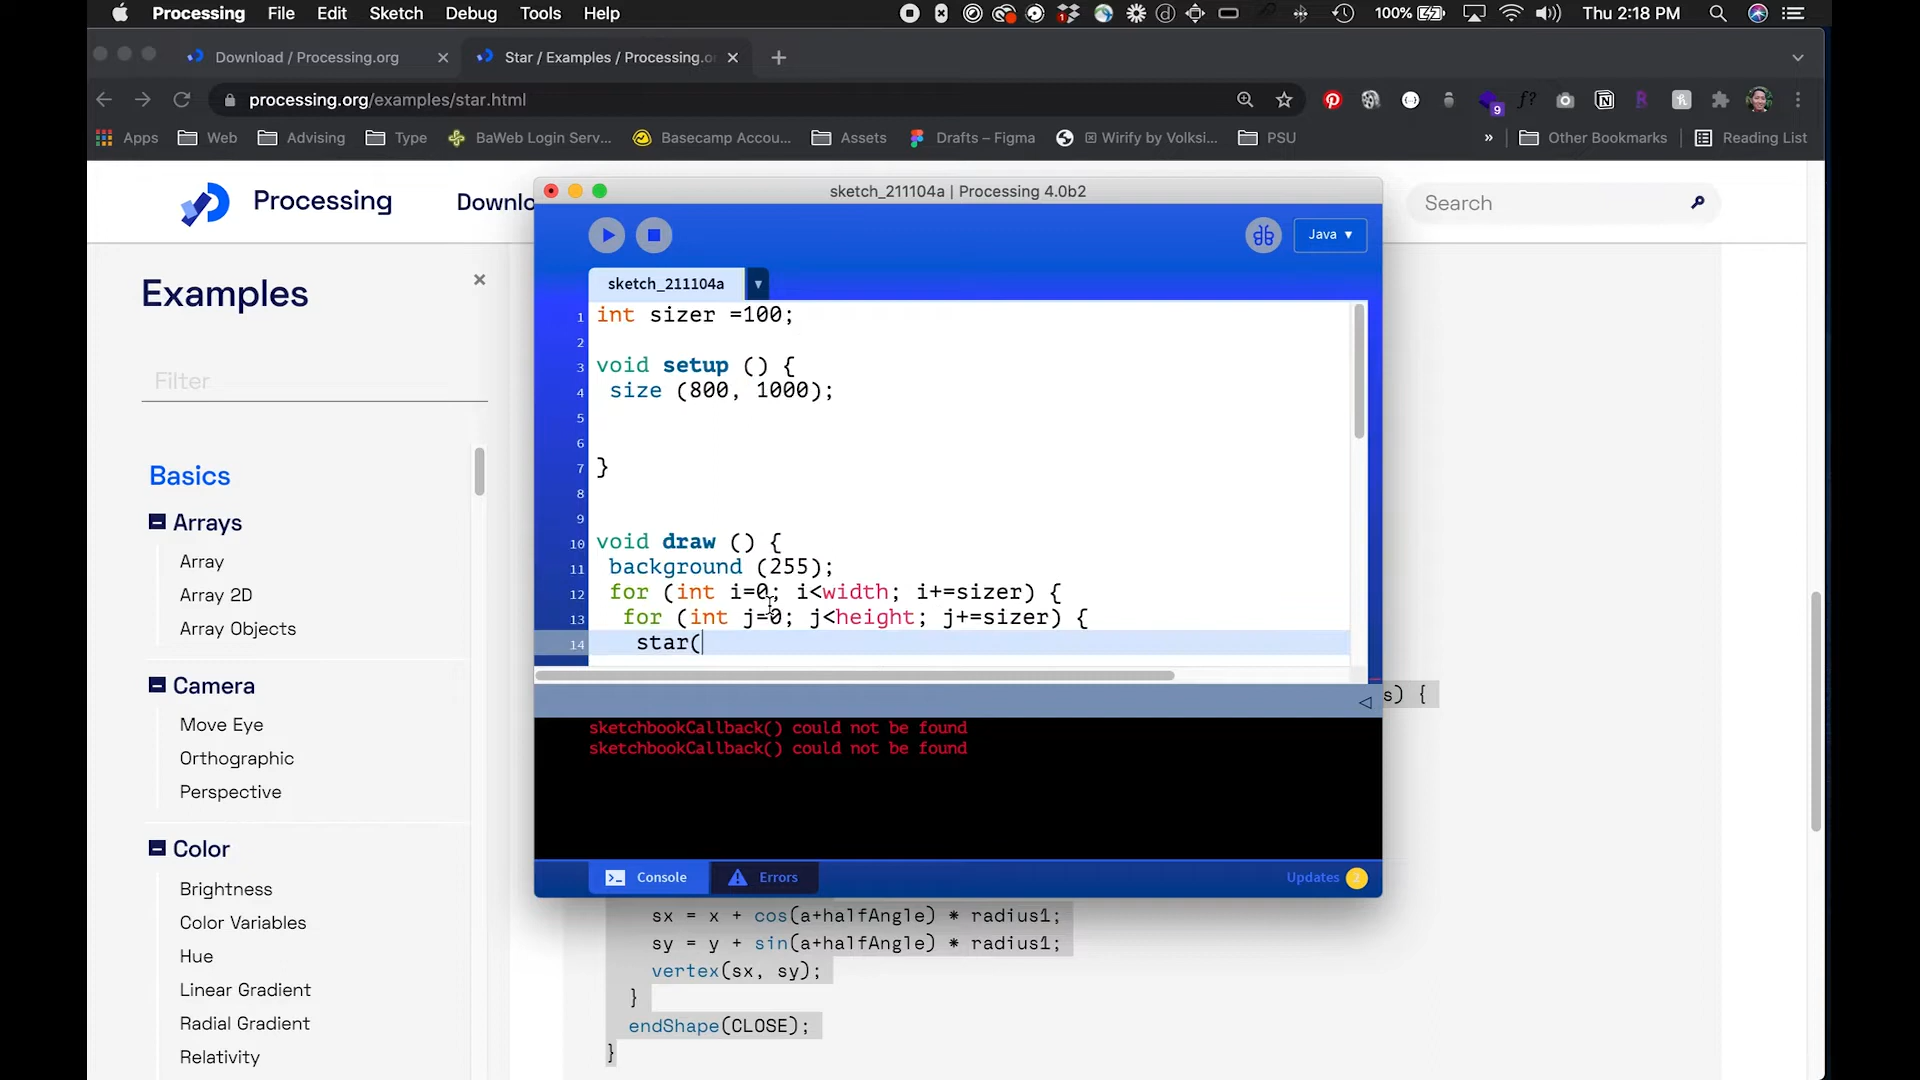 Processing File Edit Sketch Debug Tools Help 100% Thu 2:18 PM
Download / Processing.org Star / Examples / Processing.or
processing.org/examples/star.html 9
Apps Web Advising Type BaWeb Login Serv... Basecamp Accou... Assets Drafts – Figma Wirify by Volksi... PSU » Other Bookmarks Reading List
Processing Downlo Search
sketch_211104a | Processing 4.0b2
Java
sketch_211104a
1 int sizer =100;
2
3 void setup () {
4 size (800, 1000);
5
6
7 }
8
9
10 void draw () {
11 background (255);
12 for (int i=0; i<width; i+=sizer) {
13 for (int j=0; j<height; j+=sizer) {
14 star(
sketchbookCallback() could not be found
sketchbookCallback() could not be found
Console Errors Updates
Examples
Filter
Basics
Arrays
Array
Array 2D
Array Objects
Camera
Move Eye
Orthographic
Perspective
Color
Brightness
Color Variables
Hue
Linear Gradient
Radial Gradient
Relativity
s) {
sx = x + cos(a+halfAngle) * radius1;
sy = y + sin(a+halfAngle) * radius1;
vertex(sx, sy);
}
endShape(CLOSE);
}